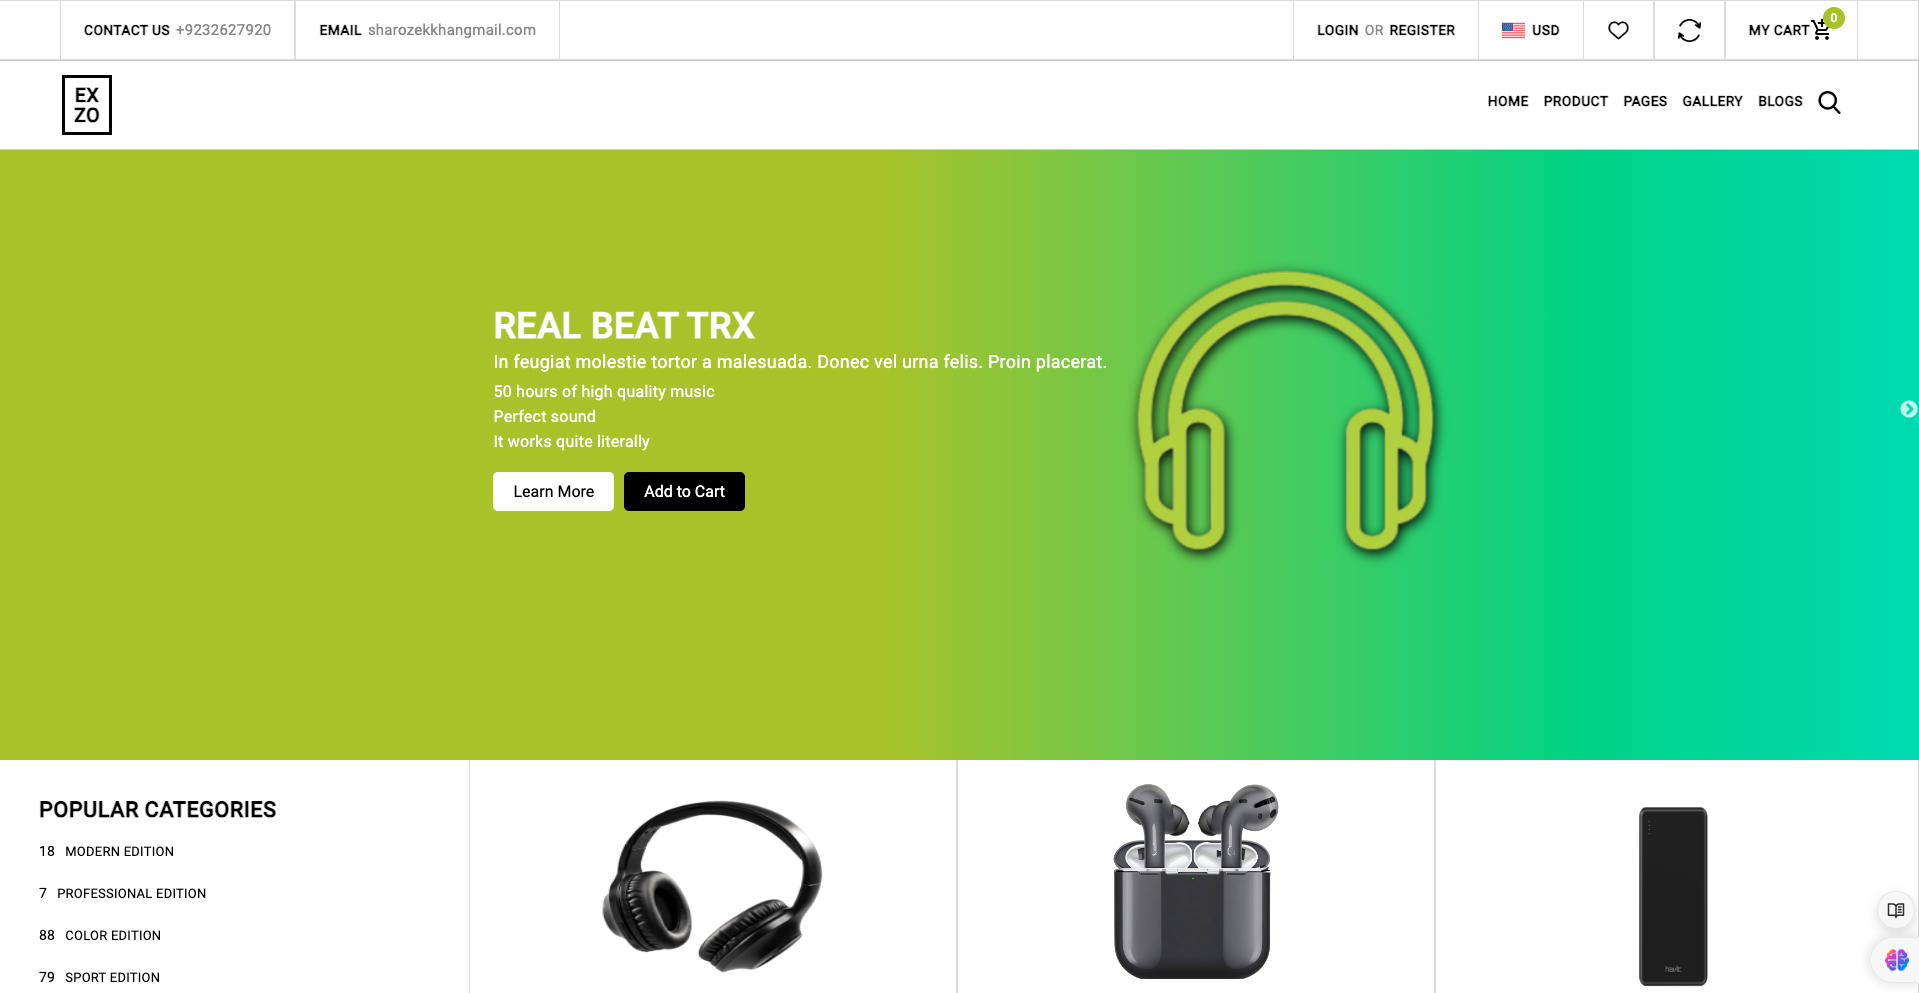 CONTACT US +9232627920
EMAIL sharozekkhangmail.com
LOGIN OR REGISTER
USD
MY CART
0
EX
ZO
HOME
PRODUCT
PAGES
GALLERY
BLOGS
REAL BEAT TRX
In feugiat molestie tortor a malesuada. Donec vel urna felis. Proin placerat.
50 hours of high quality music
Perfect sound
It works quite literally
Learn More
Add to Cart
POPULAR CATEGORIES
18 MODERN EDITION
7 PROFESSIONAL EDITION
88 COLOR EDITION
79 SPORT EDITION
havit